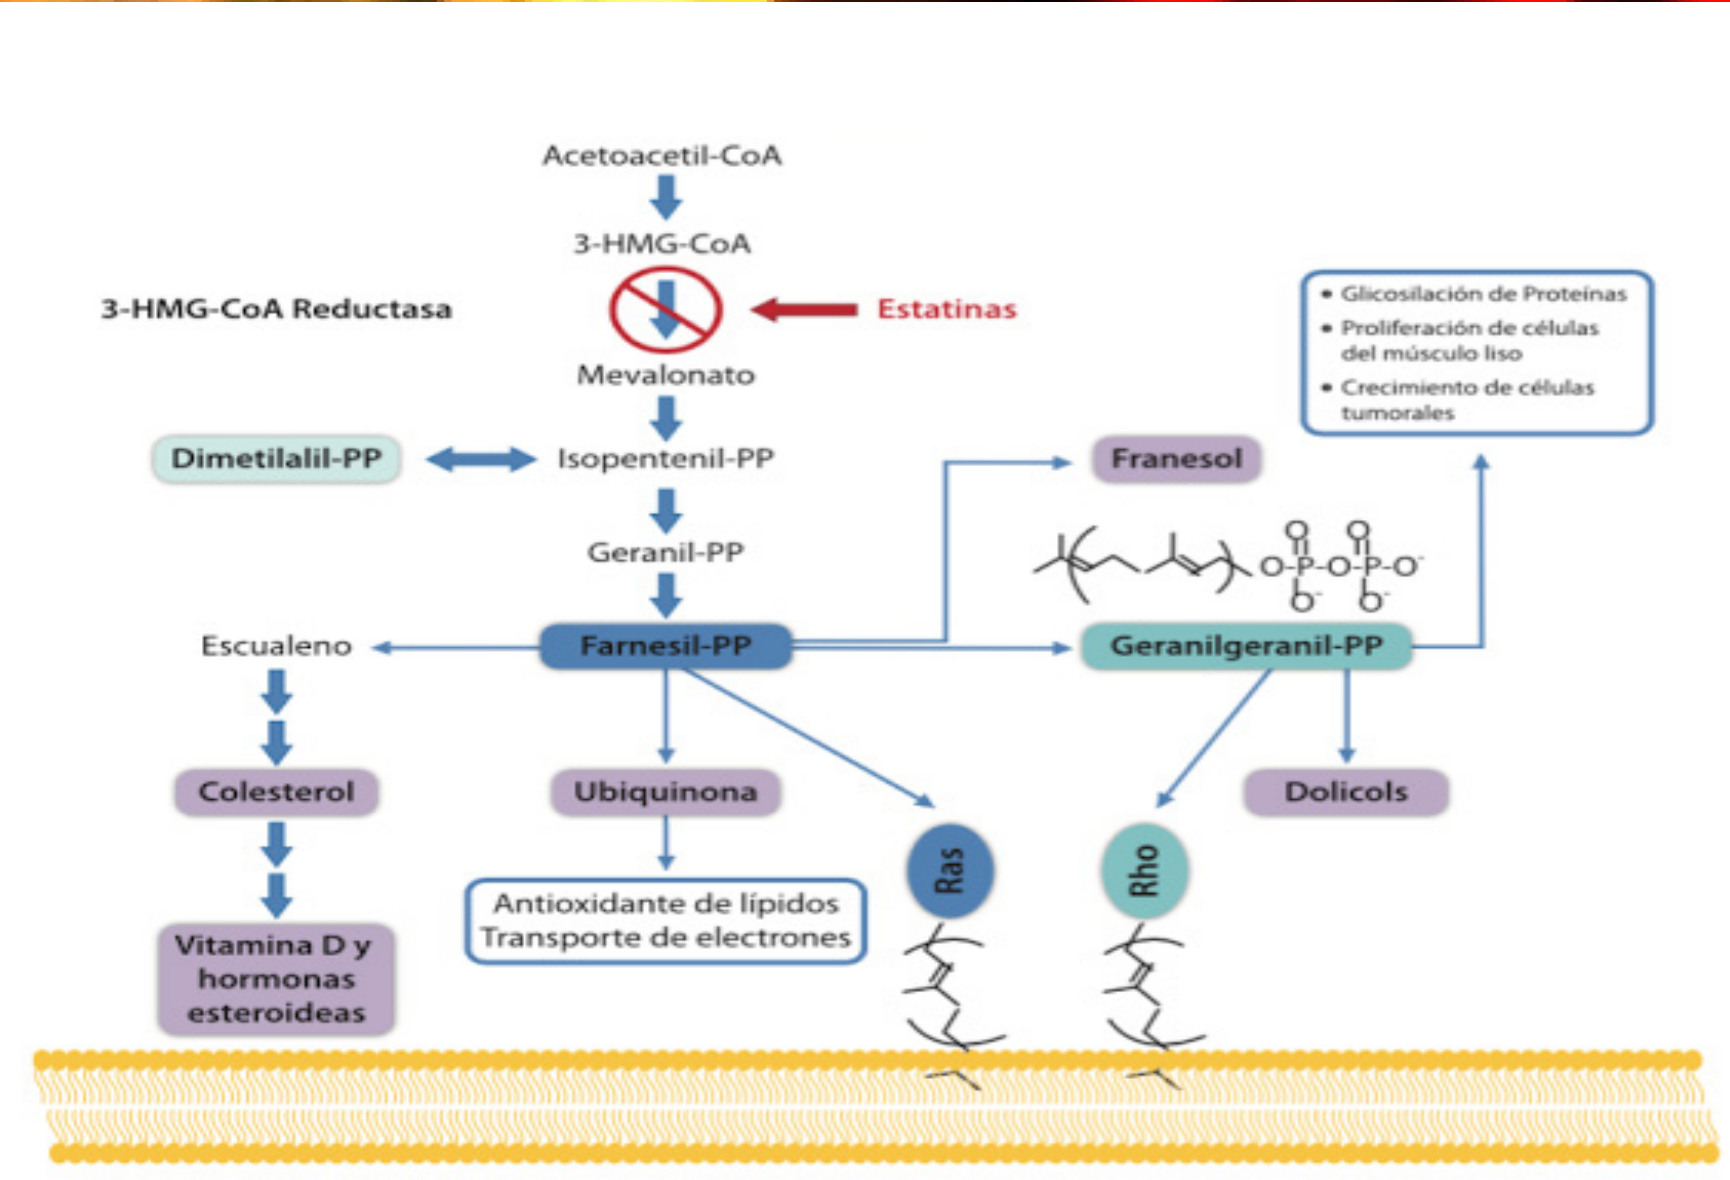 Acetoacetil-CoA
3-HMG-CoA
3-HMG-CoA Reductasa
Estatinas
Mevalonato
Dimetilalil-PP
Isopentenil-PP
Geranil-PP
Escualeno
Farnesil-PP
Franesol
Geranilgeranil-PP
• Glicosilación de Proteínas
• Proliferación de células
del músculo liso
• Crecimiento de células
tumorales
O O
O-P-O-P-O-
O- O-
Colesterol
Ubiquinona
Dolicols
Ras
Rho
Antioxidante de lípidos
Transporte de electrones
Vitamina D y
hormonas
esteroideas